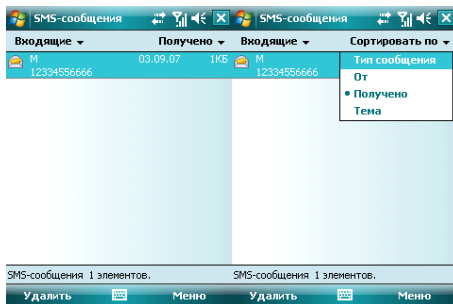 SMS-сообщения
Входящие Получено
М 03.09.07 1КБ
12334556666
SMS-сообщения 1 элементов.
Удалить Меню
SMS-сообщения
Входящие Сортировать по
М
12334556666
Тип сообщения
От
• Получено
Тема
SMS-сообщения 1 элементов.
Удалить Меню